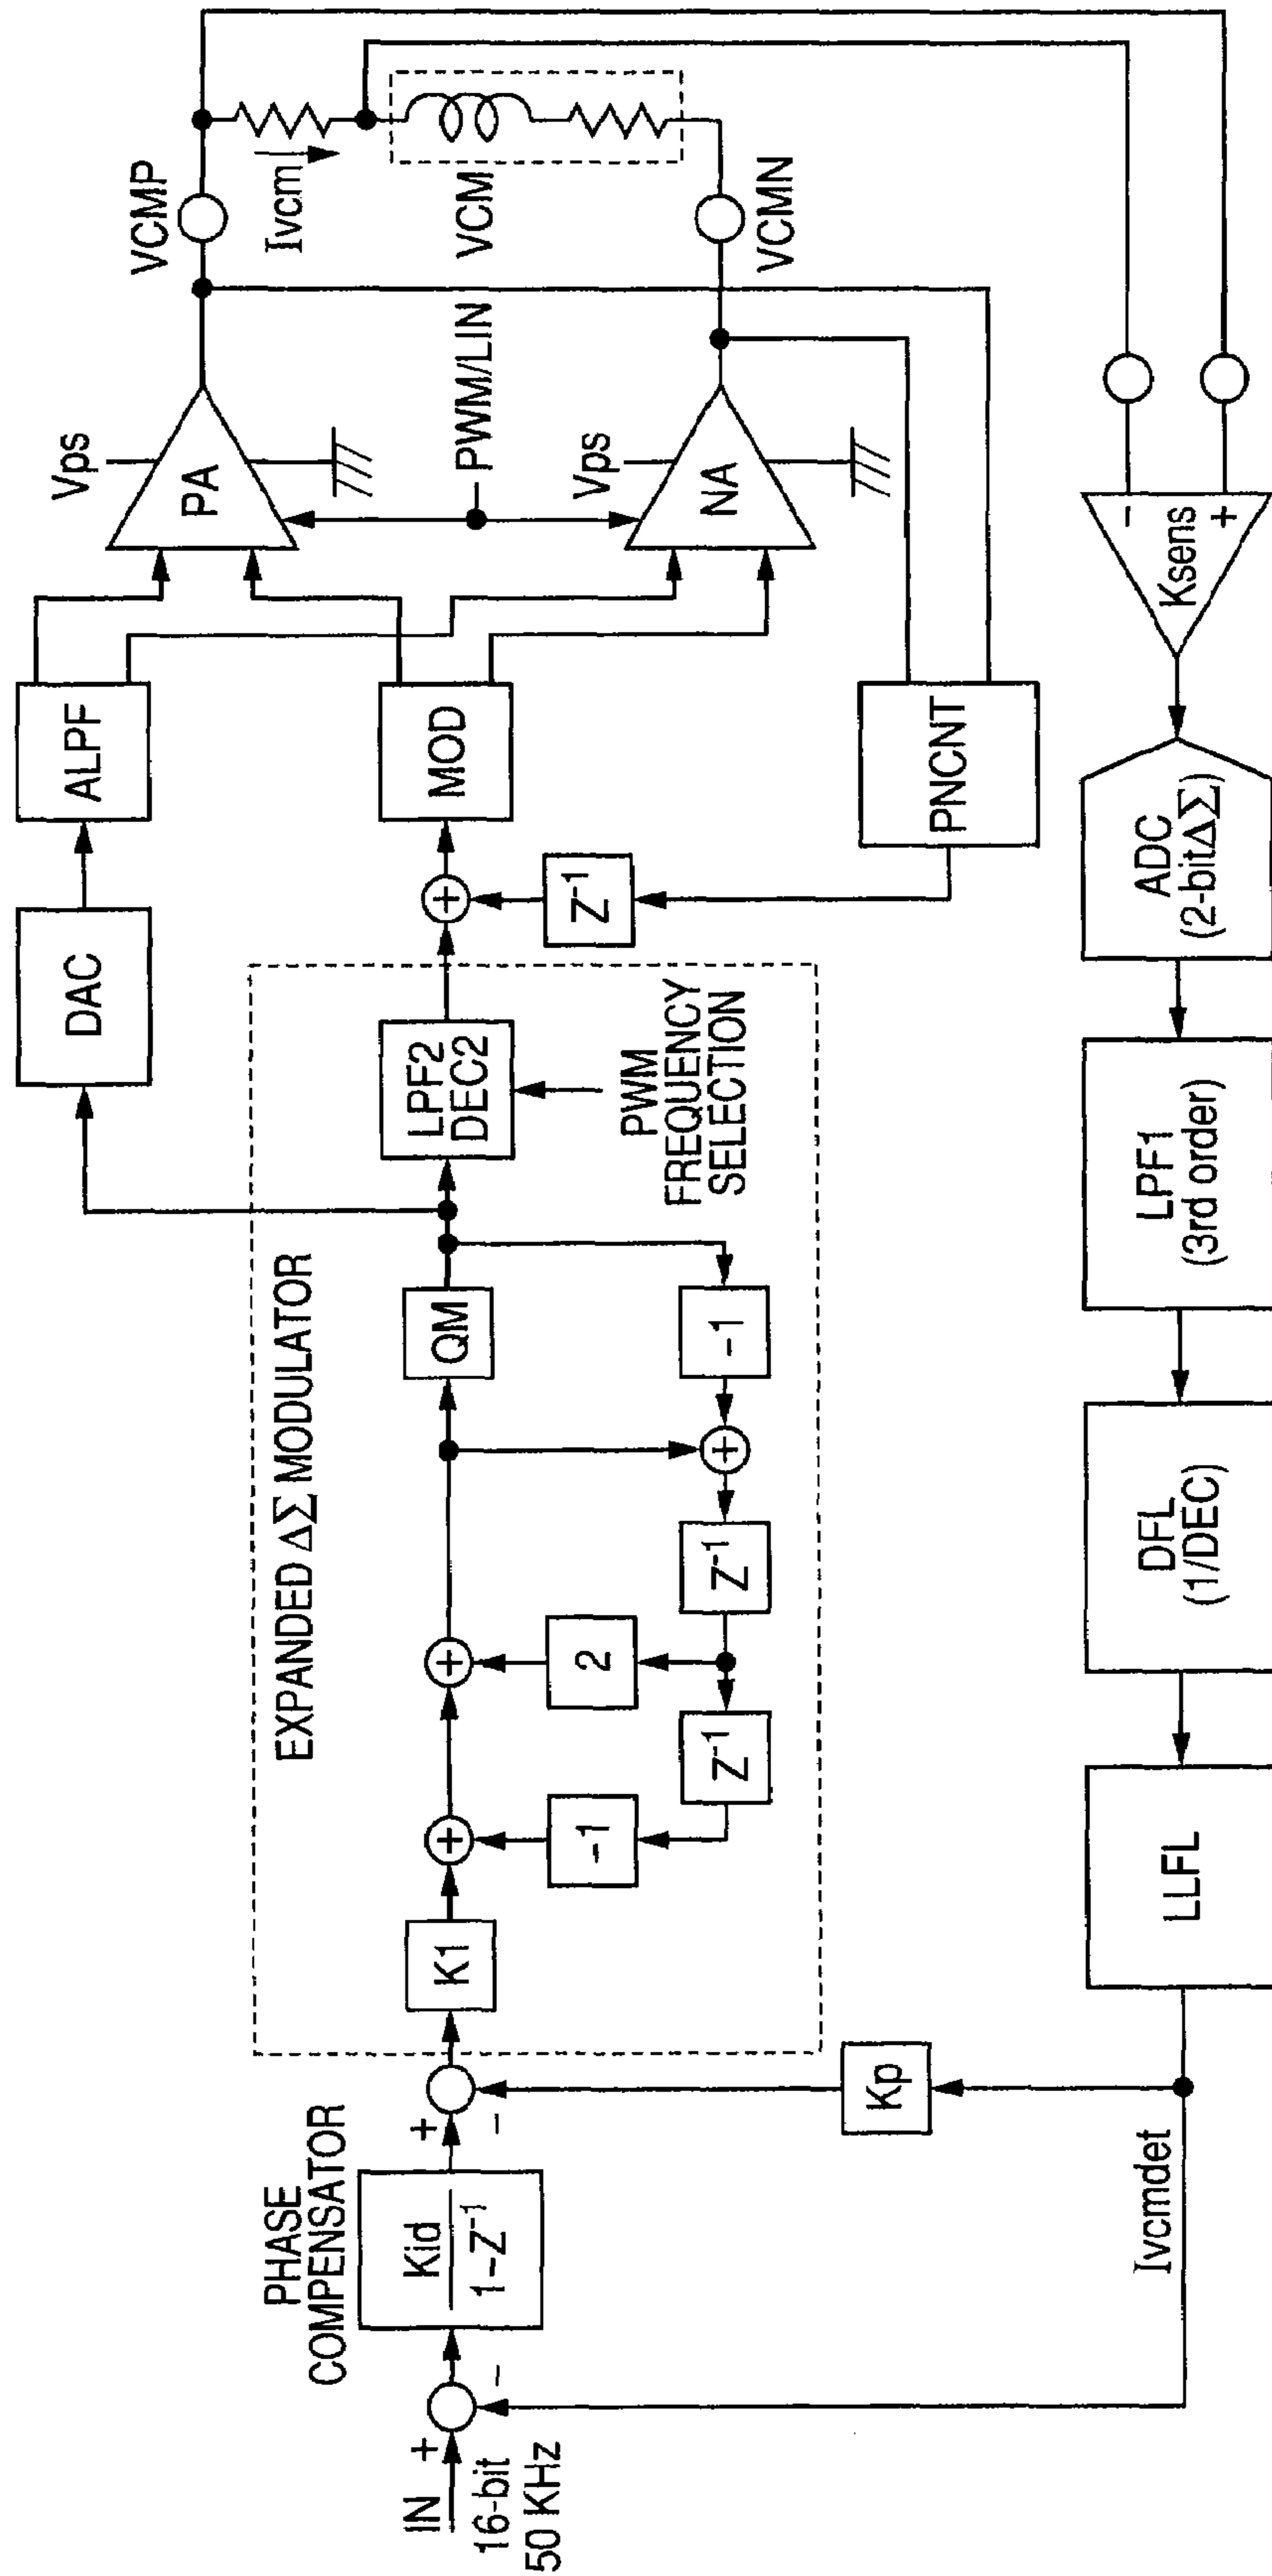 IN
+
-
16-bit
50 KHz
PHASE
COMPENSATOR
Kid
1-Z⁻¹
+
-
Kp
Ivcmdet
EXPANDED ΔΣ MODULATOR
K1
+
-1
+
2
Z⁻¹
Z⁻¹
+
-1
QM
LPF2
DEC2
PWM
FREQUENCY
SELECTION
+
Z⁻¹
DAC
ALPF
MOD
PNCNT
PA
Vps
PWM/LIN
NA
Vps
VCMP
Ivcm
VCM
VCMN
-
+
Ksens
ADC
(2-bitΔΣ)
LPF1
(3rd order)
DFL
(1/DEC)
LLFL